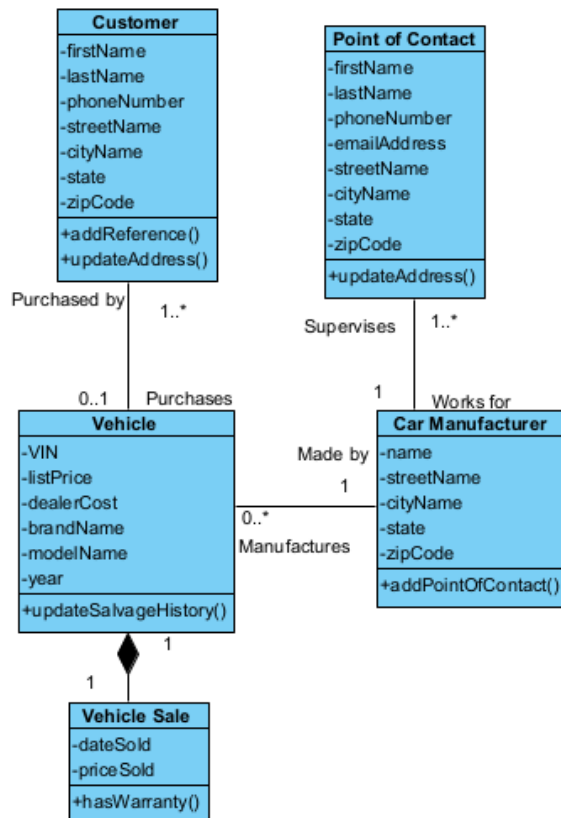 Customer
-firstName
-lastName
-phoneNumber
-streetName
-cityName
-state
-zipCode
+addReference()
+updateAddress()
Point of Contact
-firstName
-lastName
-phoneNumber
-emailAddress
-streetName
-cityName
-state
-zipCode
+updateAddress()
Purchased by
1..*
0..1
Purchases
Supervises
1..*
1
Works for
Vehicle
-VIN
-listPrice
-dealerCost
-brandName
-modelName
-year
+updateSalvageHistory()
Made by
1
0..*
Manufactures
Car Manufacturer
-name
-streetName
-cityName
-state
-zipCode
+addPointOfContact()
1
1
Vehicle Sale
-dateSold
-priceSold
+hasWarranty()